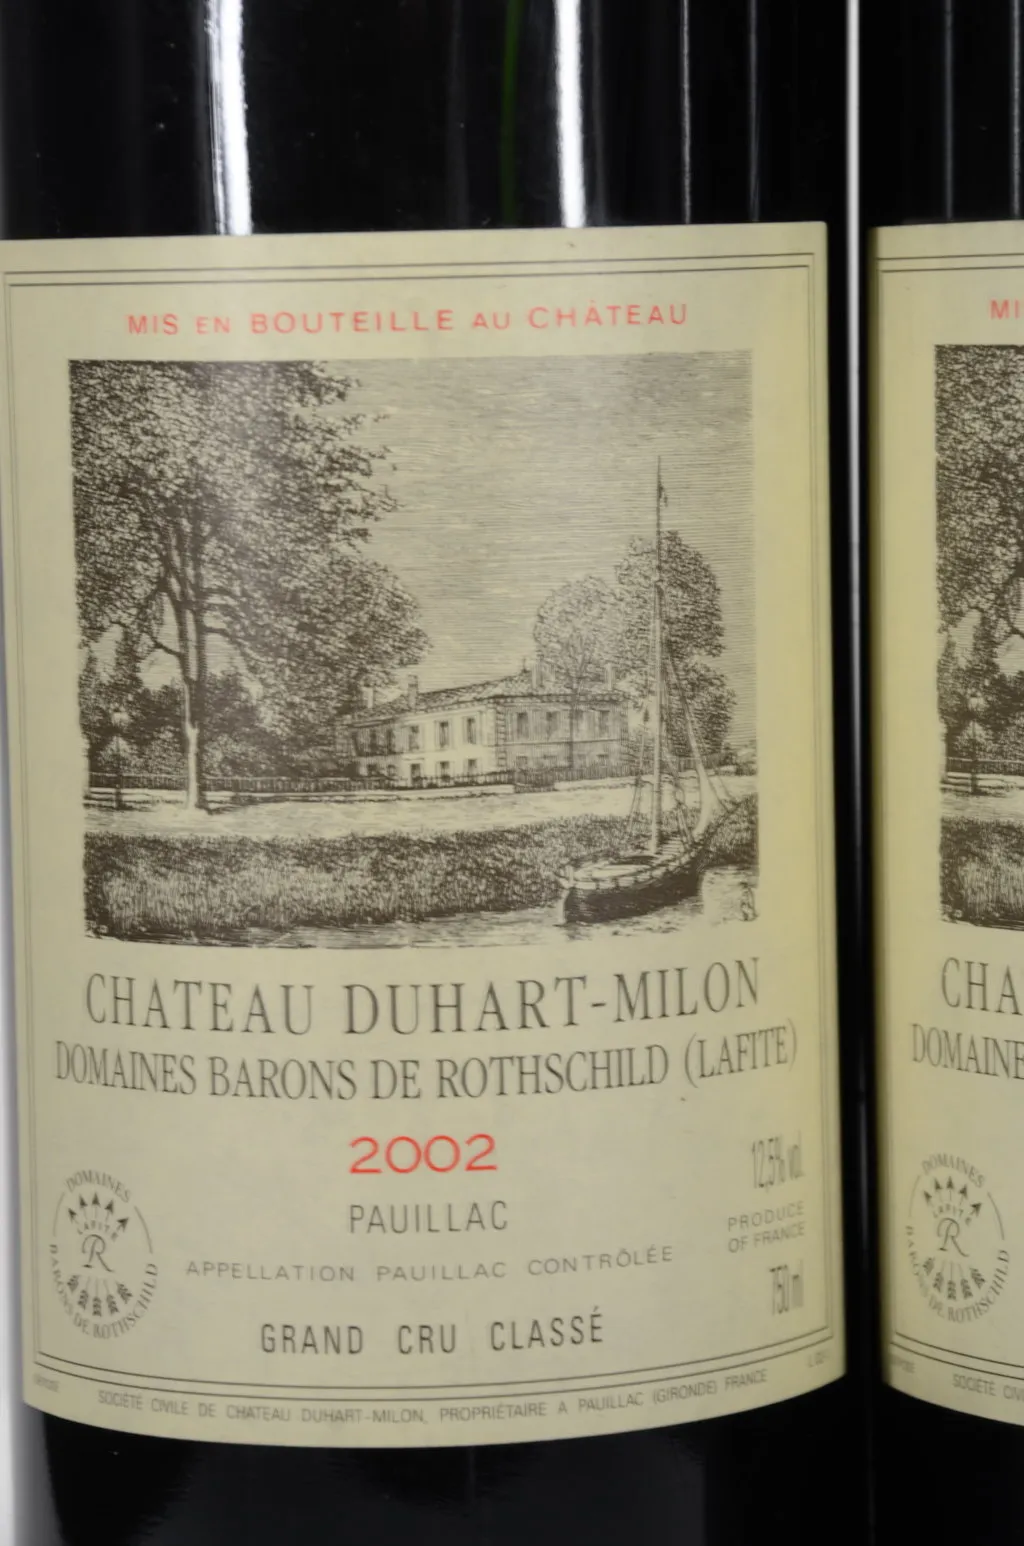 MIS EN BOUTEILLE AU CHÂTEAU
CHATEAU DUHART-MILON
DOMAINES BARONS DE ROTHSCHILD (LAFITE)
2002
PAUILLAC
APPELLATION PAUILLAC CONTRÔLÉE
GRAND CRU CLASSÉ
12,5% vol.
PRODUCE
OF FRANCE
750 ml
DOMAINES
LAFITE
R
BARONS DE ROTHSCHILD
SOCIÉTÉ CIVILE DE CHATEAU DUHART-MILON, PROPRIÉTAIRE A PAUILLAC (GIRONDE) FRANCE
MI
CHA
DOMAINE
DOMAINES
LAFITE
R
BARONS DE ROTHSCHILD
SOCIÉTÉ CIV